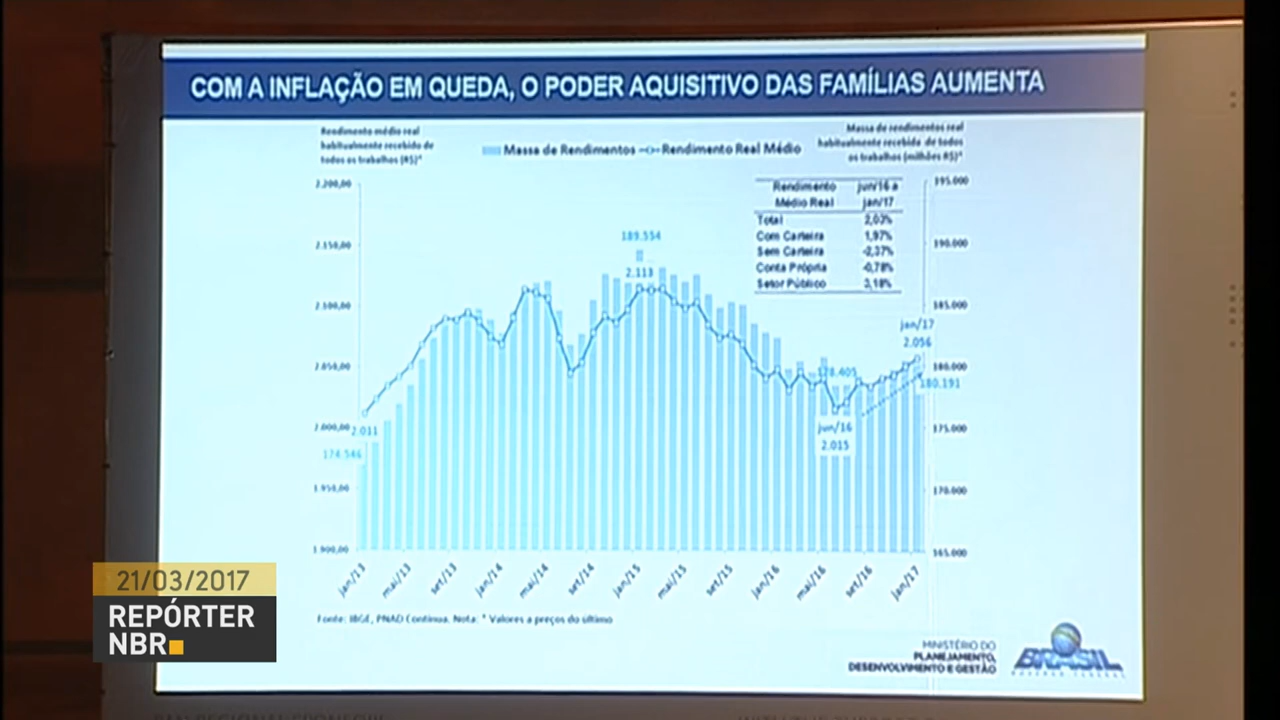 COM A INFLAÇÃO EM QUEDA, O PODER AQUISITIVO DAS FAMÍLIAS AUMENTA
Rendimento médio real
habitualmente recebido de
todos os trabalhos (R$)*
Massa de Rendimentos
Rendimento Real Médio
Massa de rendimentos real
habitualmente recebida de todos
os trabalhos (milhões R$)*
2.200,00
2.150,00
2.100,00
2.050,00
2.000,00
1.950,00
1.900,00
195.000
190.000
185.000
180.000
175.000
170.000
165.000
Rendimento Médio Real jun/16 a jan/17
Total 2,03%
Com Carteira 1,97%
Sem Carteira -2,37%
Conta Própria -0,78%
Setor Público 3,18%
189.554
2.113
jan/17
2.056
178.405
180.191
2.011
174.546
jun/16
2.015
jan/13
mai/13
set/13
jan/14
mai/14
set/14
jan/15
mai/15
set/15
jan/16
mai/16
set/16
jan/17
Fonte: IBGE, PNAD Contínua. Nota: * Valores a preços do último
MINISTÉRIO DO
PLANEJAMENTO,
DESENVOLVIMENTO E GESTÃO
BRASIL
GOVERNO FEDERAL
21/03/2017
REPÓRTER
NBR